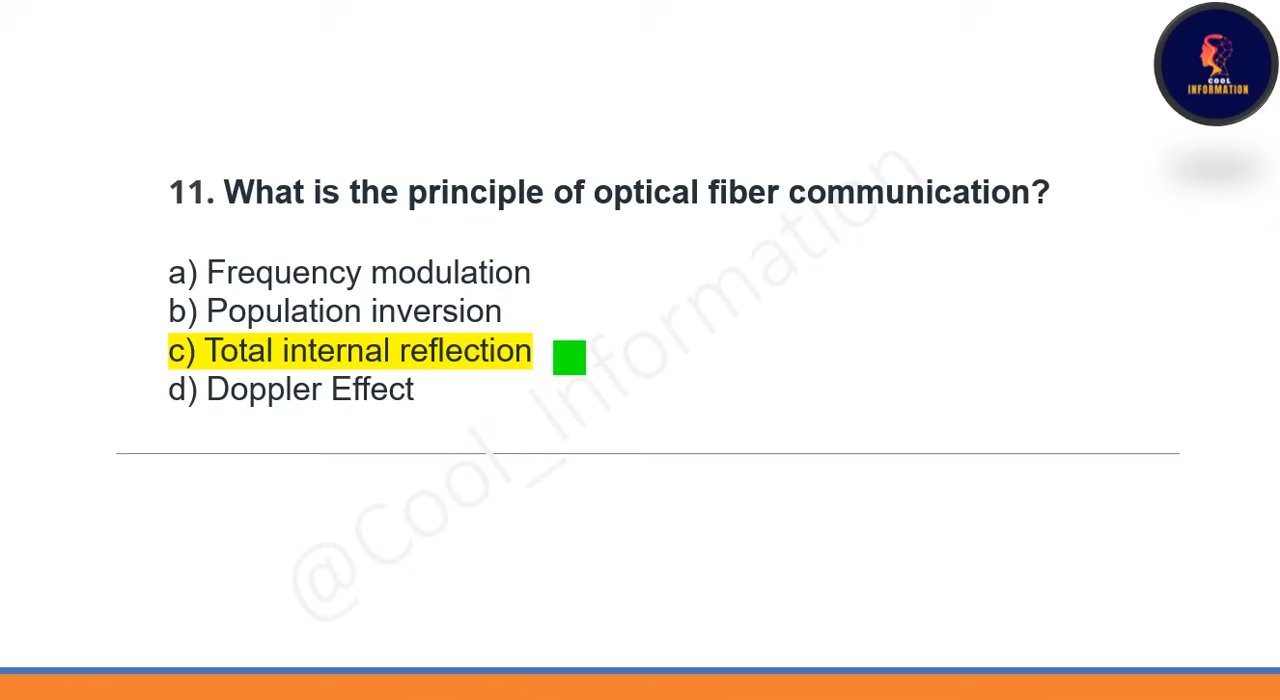 COOL
INFORMATION
11. What is the principle of optical fiber communication?
a) Frequency modulation
b) Population inversion
c) Total internal reflection
d) Doppler Effect
@Cool_Information